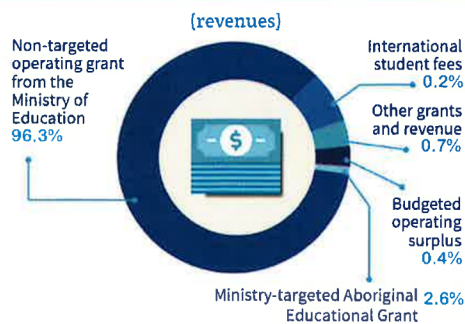 (revenues)
Non-targeted
operating grant
from the
Ministry of
Education
96.3%
International
student fees
0.2%
Other grants
and revenue
0.7%
Budgeted
operating
surplus
0.4%
Ministry-targeted Aboriginal 2.6%
Educational Grant
$